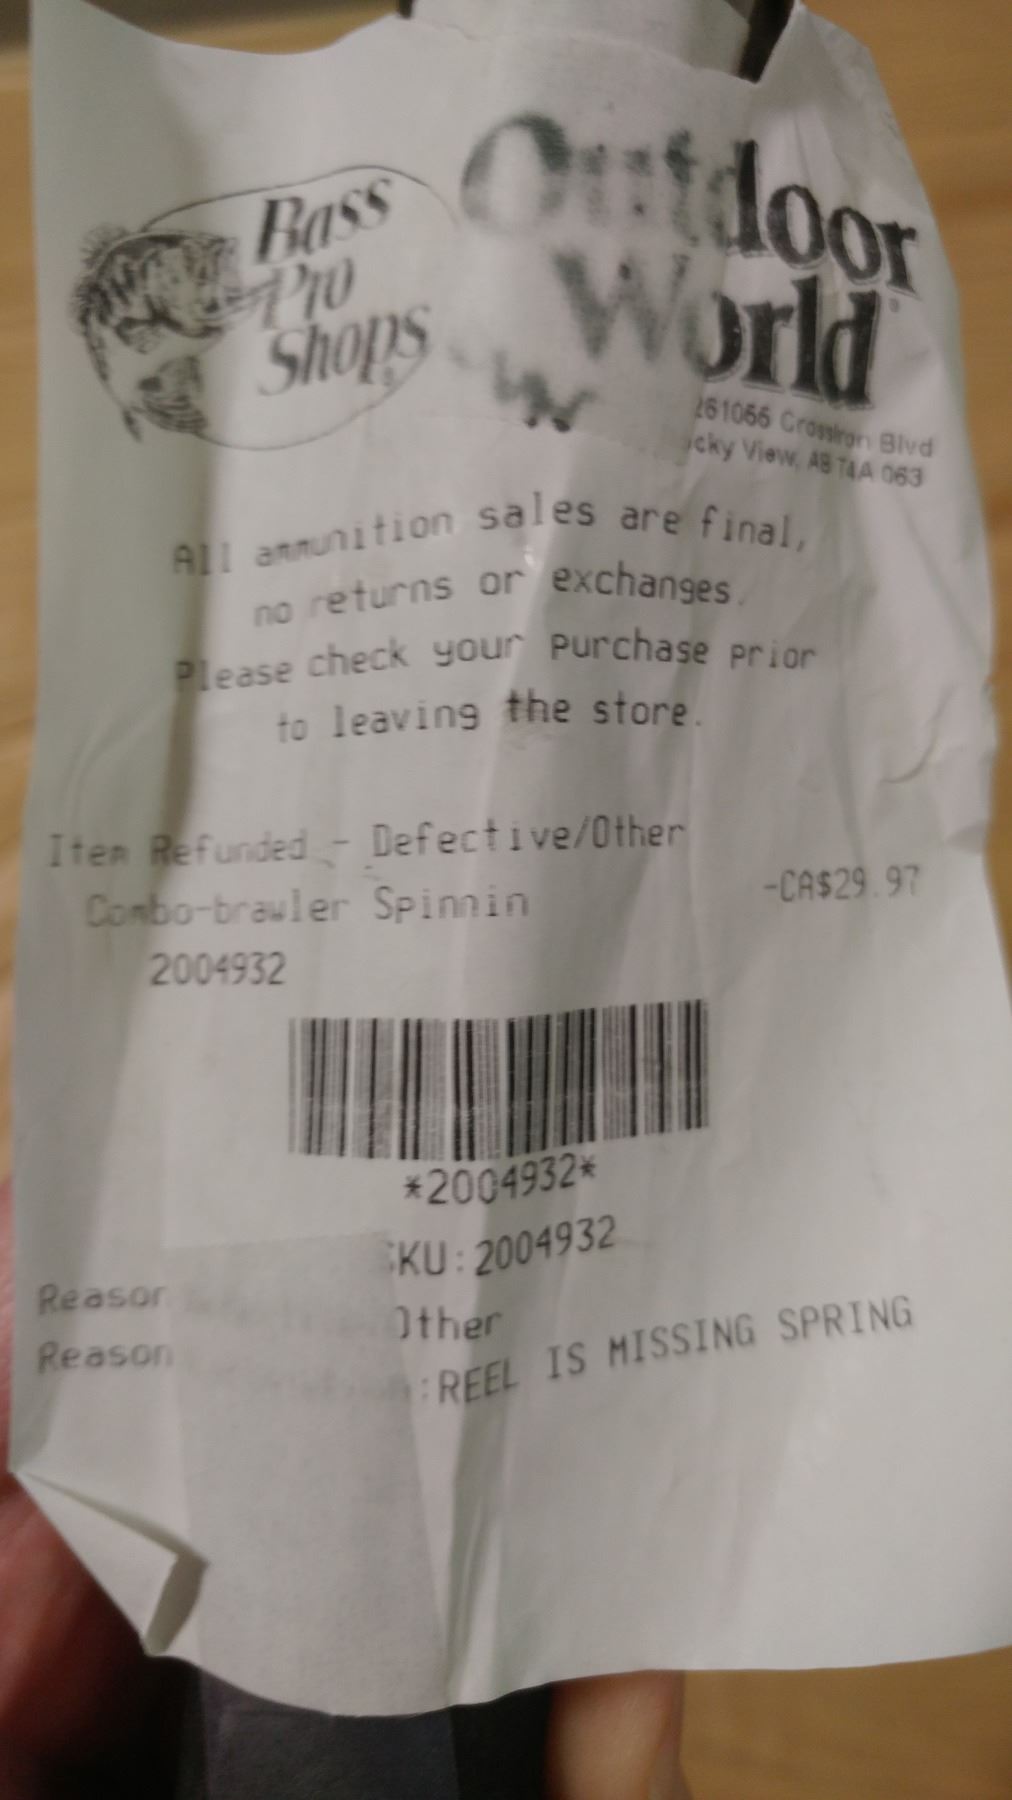 Bass
Pro
Shops
Outdoor
World
261066 CrossIron Blvd
cky View, AB T4A 0G3
All ammunition sales are final,
no returns or exchanges.
Please check your purchase prior
to leaving the store.
Item Refunded - Defective/Other
Combo-brawler Spinnin
-CA$29.97
2004932
*2004932*
SKU:2004932
Reason
Other
Reason
:REEL IS MISSING SPRING